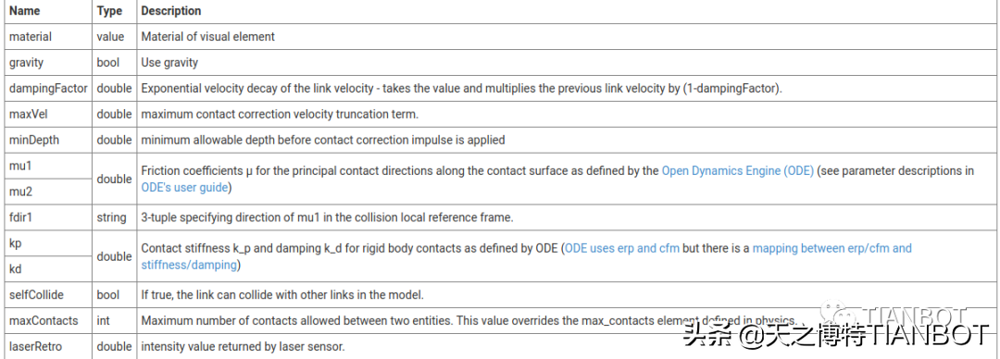 Name Type Description
material value Material of visual element
gravity bool Use gravity
dampingFactor double Exponential velocity decay of the link velocity - takes the value and multiplies the previous link velocity by (1-dampingFactor).
maxVel double maximum contact correction velocity truncation term.
minDepth double minimum allowable depth before contact correction impulse is applied
mu1
mu2
double
Friction coefficients μ for the principal contact directions along the contact surface as defined by the Open Dynamics Engine (ODE) (see parameter descriptions in
ODE's user guide)
fdir1 string 3-tuple specifying direction of mu1 in the collision local reference frame.
kp
kd
double
Contact stiffness k_p and damping k_d for rigid body contacts as defined by ODE (ODE uses erp and cfm but there is a mapping between erp/cfm and
stiffness/damping)
selfCollide bool If true, the link can collide with other links in the model.
maxContacts int Maximum number of contacts allowed between two entities. This value overrides the max_contacts element defined in physics.
laserRetro double intensity value returned by laser sensor.
TIANBOT
头条 @天之博特TIANBOT